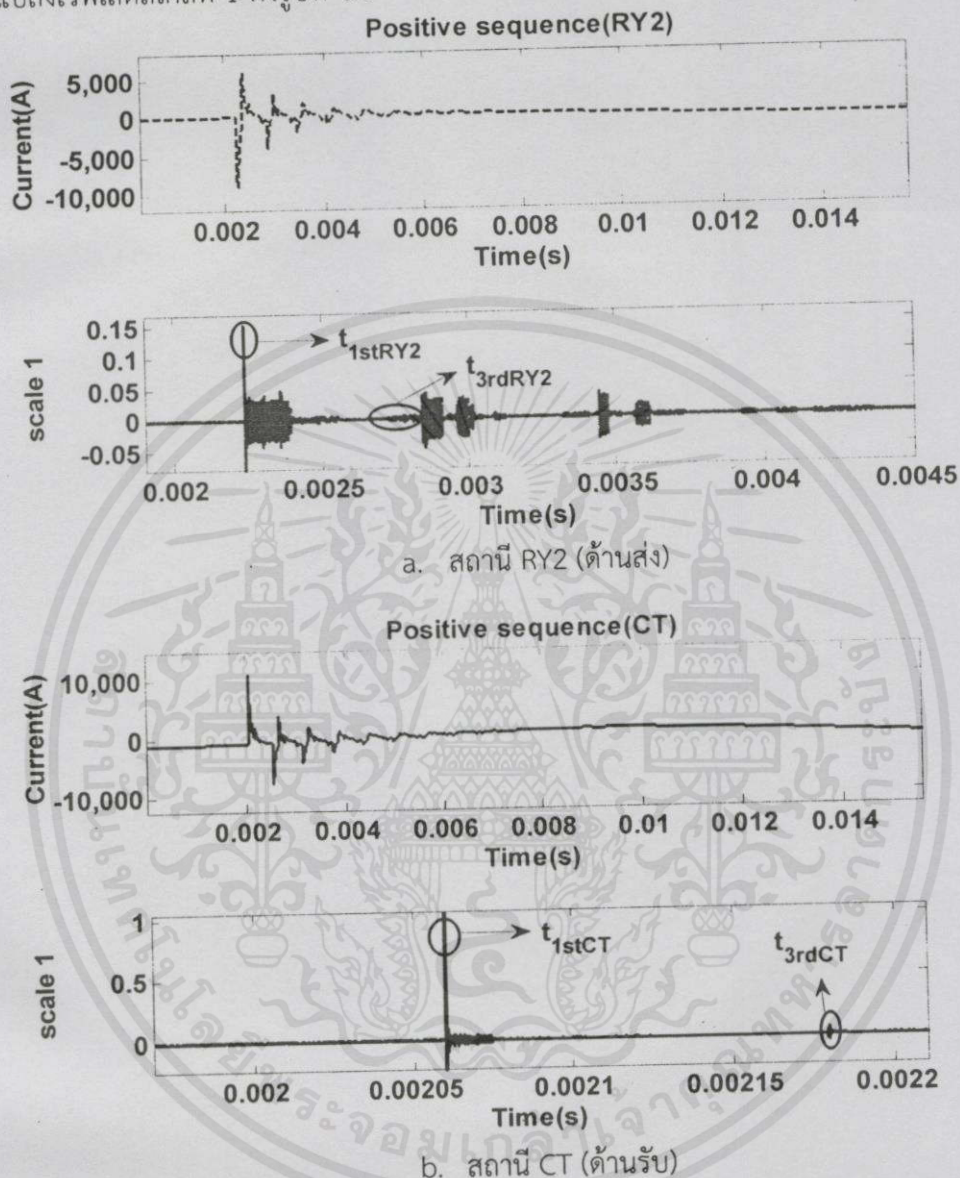 Positive sequence(RY2)
Current(A)
5,000
0
-5,000
-10,000
0.002 0.004 0.006 0.008 0.01 0.012 0.014
Time(s)
scale 1
0.15
0.1
0.05
0
-0.05
t1stRY2
t3rdRY2
0.002 0.0025 0.003 0.0035 0.004 0.0045
Time(s)
a. สถานี RY2 (ด้านส่ง)
Positive sequence(CT)
Current(A)
10,000
0
-10,000
0.002 0.004 0.006 0.008 0.01 0.012 0.014
Time(s)
scale 1
1
0.5
0
t1stCT
t3rdCT
0.002 0.00205 0.0021 0.00215 0.0022
Time(s)
b. สถานี CT (ด้านรับ)